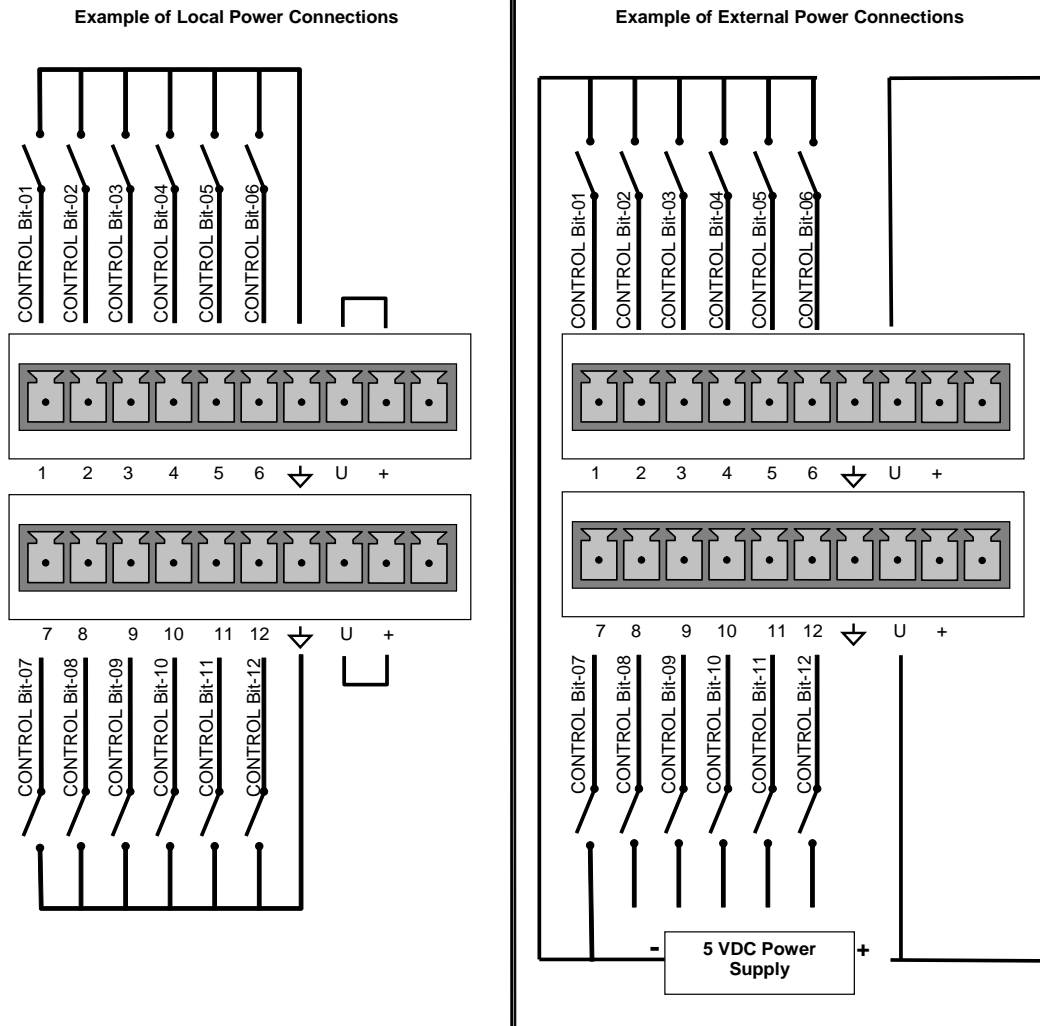 Example of Local Power Connections
CONTROL Bit-01
CONTROL Bit-02
CONTROL Bit-03
CONTROL Bit-04
CONTROL Bit-05
CONTROL Bit-06
1 2 3 4 5 6 U +
7 8 9 10 11 12 U +
CONTROL Bit-07
CONTROL Bit-08
CONTROL Bit-09
CONTROL Bit-10
CONTROL Bit-11
CONTROL Bit-12
Example of External Power Connections
CONTROL Bit-01
CONTROL Bit-02
CONTROL Bit-03
CONTROL Bit-04
CONTROL Bit-05
CONTROL Bit-06
1 2 3 4 5 6 U +
7 8 9 10 11 12 U +
CONTROL Bit-07
CONTROL Bit-08
CONTROL Bit-09
CONTROL Bit-10
CONTROL Bit-11
CONTROL Bit-12
- 5 VDC Power +
Supply